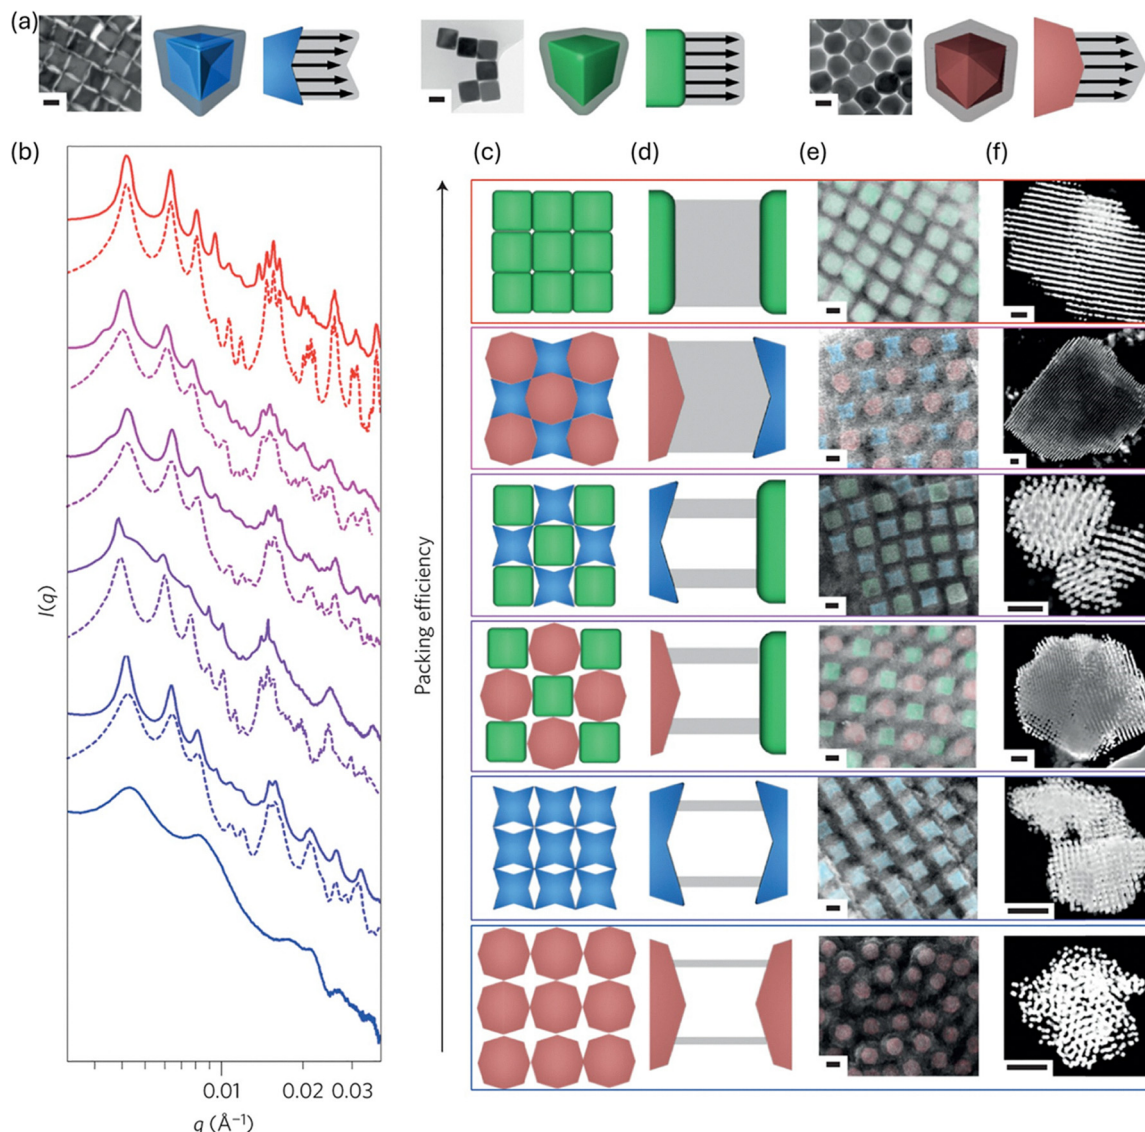 (a)
(b)
(c)
(d)
(e)
(f)
I(q)
Packing efficiency
0.01
0.02
0.03
q (Å⁻¹)